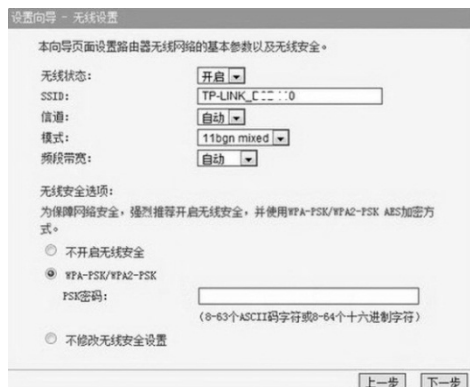 设置向导 - 无线设置
本向导页面设置路由器无线网络的基本参数以及无线安全。
无线状态： 开启
SSID： TP-LINK_
信道： 自动
模式： 11bgn mixed
频段带宽： 自动
无线安全选项：
为保障网络安全，强烈推荐开启无线安全，并使用WPA-PSK/WPA2-PSK AES加密方
式。
不开启无线安全
WPA-PSK/WPA2-PSK
PSK密码：
(8-63个ASCII码字符或8-64个十六进制字符)
不修改无线安全设置
上一步 下一步